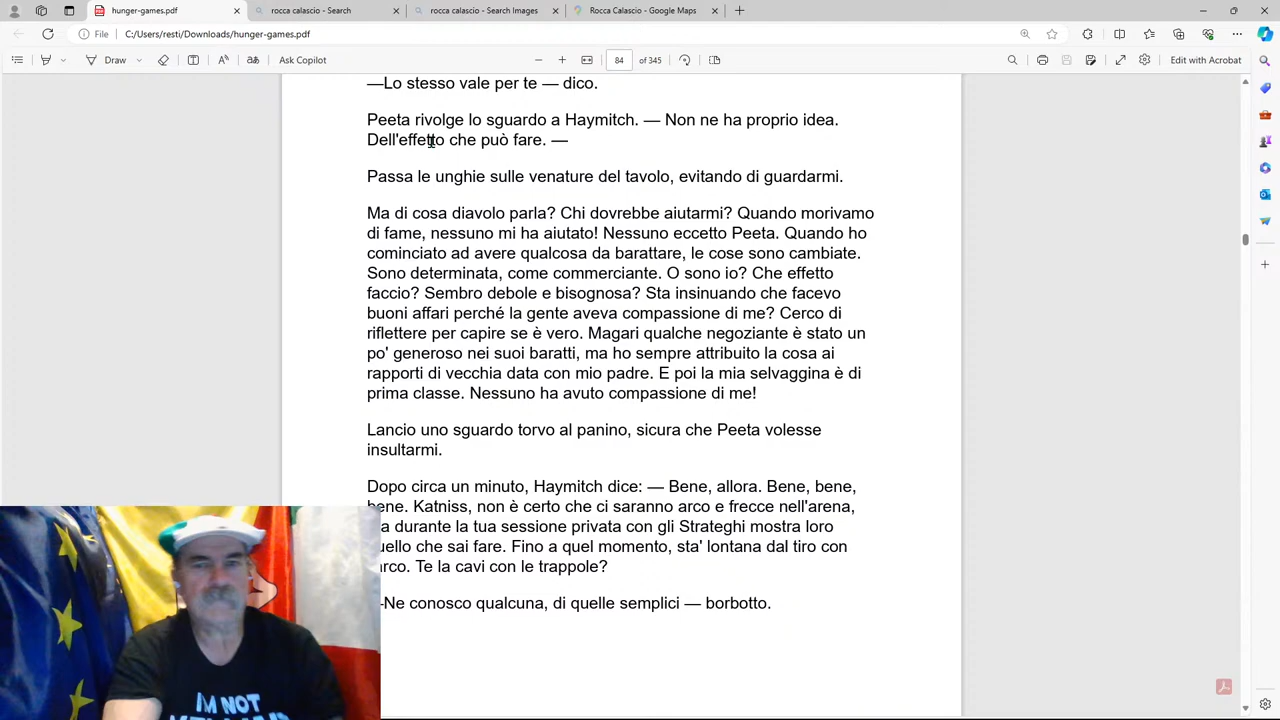 hunger-games.pdf
rocca calascio - Search
rocca calascio - Search Images
Rocca Calascio - Google Maps
File
C:/Users/resti/Downloads/hunger-games.pdf
Draw
Ask Copilot
84
of 345
Edit with Acrobat
—Lo stesso vale per te — dico.
Peeta rivolge lo sguardo a Haymitch. — Non ne ha proprio idea.
Dell'effetto che può fare. —
Passa le unghie sulle venature del tavolo, evitando di guardarmi.
Ma di cosa diavolo parla? Chi dovrebbe aiutarmi? Quando morivamo
di fame, nessuno mi ha aiutato! Nessuno eccetto Peeta. Quando ho
cominciato ad avere qualcosa da barattare, le cose sono cambiate.
Sono determinata, come commerciante. O sono io? Che effetto
faccio? Sembro debole e bisognosa? Sta insinuando che facevo
buoni affari perché la gente aveva compassione di me? Cerco di
riflettere per capire se è vero. Magari qualche negoziante è stato un
po' generoso nei suoi baratti, ma ho sempre attribuito la cosa ai
rapporti di vecchia data con mio padre. E poi la mia selvaggina è di
prima classe. Nessuno ha avuto compassione di me!
Lancio uno sguardo torvo al panino, sicura che Peeta volesse
insultarmi.
Dopo circa un minuto, Haymitch dice: — Bene, allora. Bene, bene,
bene. Katniss, non è certo che ci saranno arco e frecce nell'arena,
a durante la tua sessione privata con gli Strateghi mostra loro
uello che sai fare. Fino a quel momento, sta' lontana dal tiro con
arco. Te la cavi con le trappole?
—Ne conosco qualcuna, di quelle semplici — borbotto.
I'M NOT